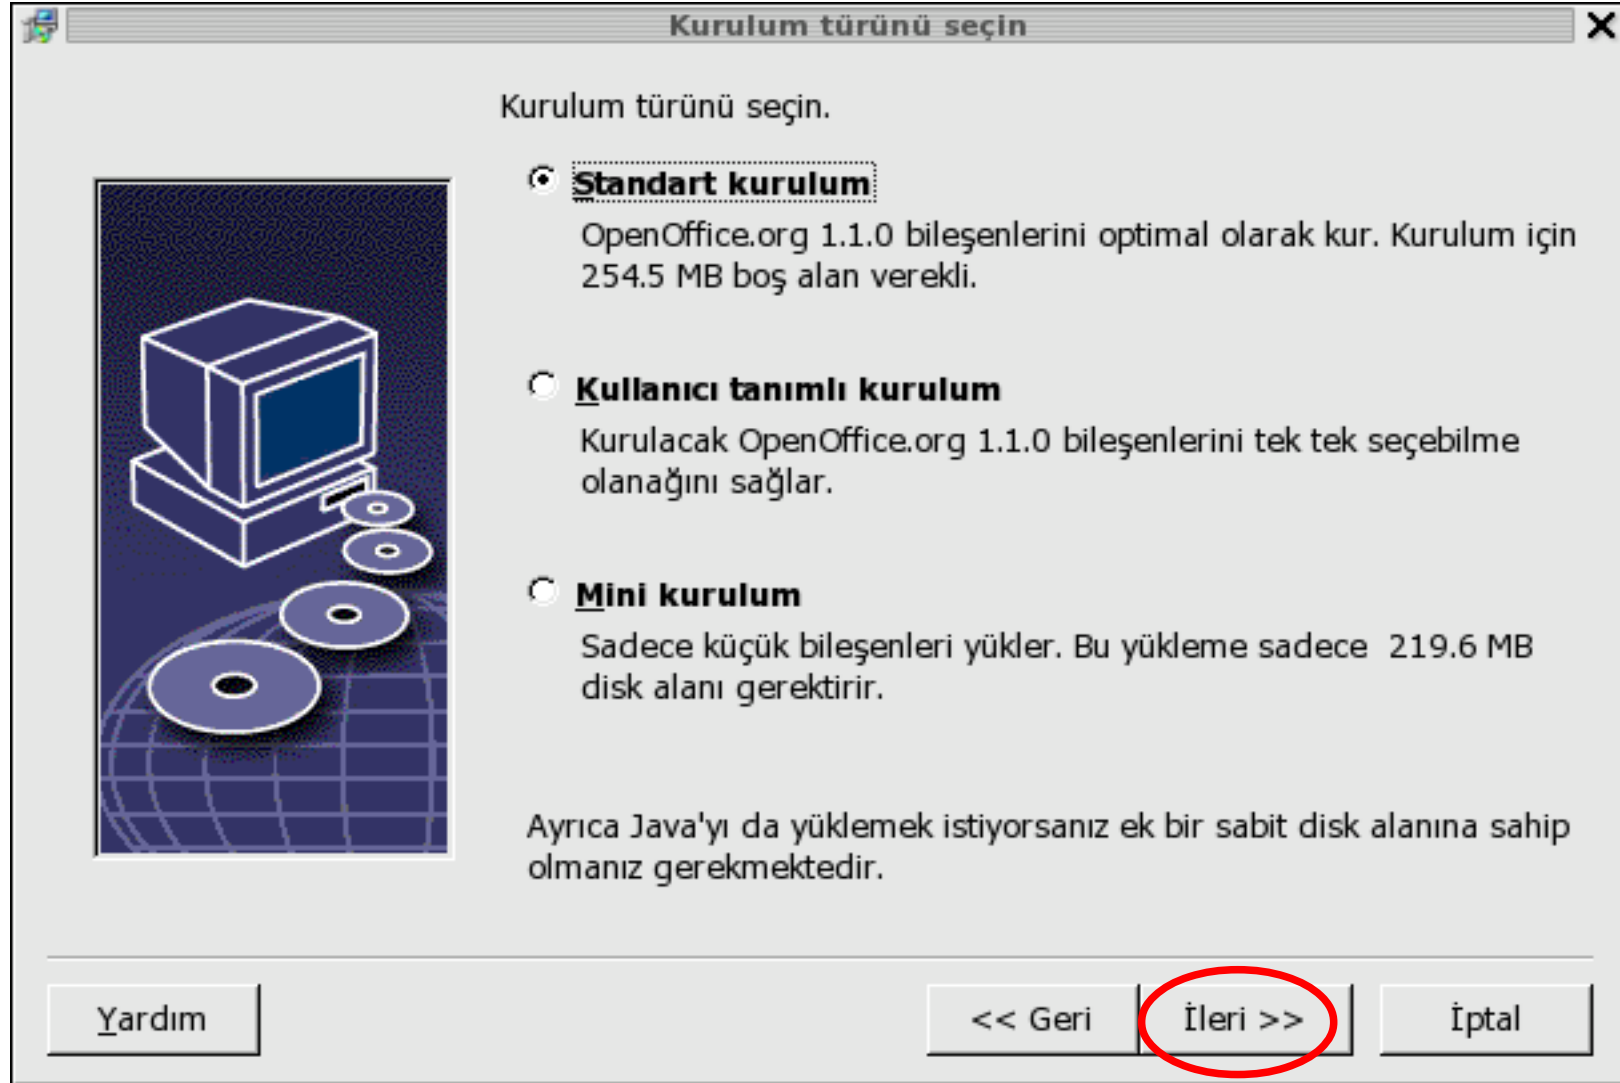 Kurulum türünü seçin
Kurulum türünü seçin.
Standart kurulum
OpenOffice.org 1.1.0 bileşenlerini optimal olarak kur. Kurulum için
254.5 MB boş alan verekli.
Kullanıcı tanımlı kurulum
Kurulacak OpenOffice.org 1.1.0 bileşenlerini tek tek seçebilme
olanağını sağlar.
Mini kurulum
Sadece küçük bileşenleri yükler. Bu yükleme sadece  219.6 MB
disk alanı gerektirir.
Ayrıca Java'yı da yüklemek istiyorsanız ek bir sabit disk alanına sahip
olmanız gerekmektedir.
Yardım << Geri İleri >> İptal